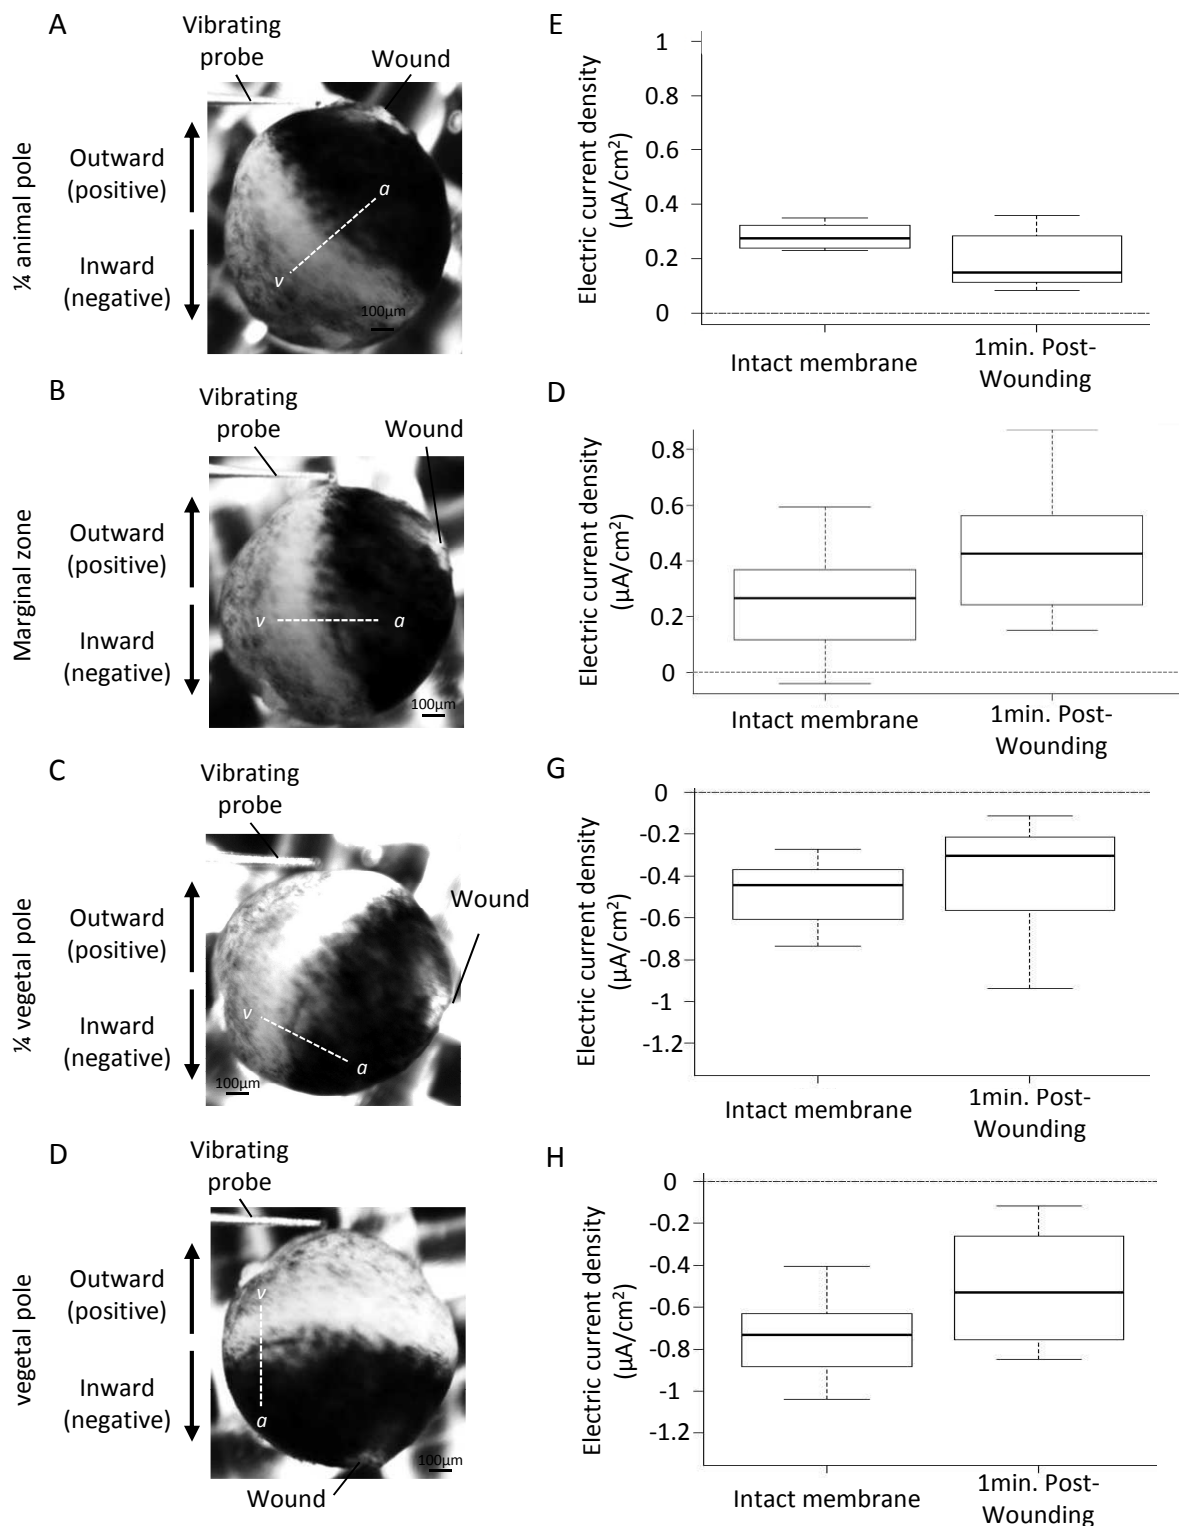 A
Vibrating
probe
Wound
¼ animal pole
Outward
(positive)
Inward
(negative)
a
v
100µm
E
Electric current density
(µA/cm²)
1
0.8
0.6
0.4
0.2
0
Intact membrane
1min. Post-
Wounding
B
Vibrating
probe
Wound
Marginal zone
Outward
(positive)
Inward
(negative)
v
a
100µm
D
Electric current density
(µA/cm²)
0.8
0.6
0.4
0.2
0
Intact membrane
1min. Post-
Wounding
C
Vibrating
probe
Wound
¼ vegetal pole
Outward
(positive)
Inward
(negative)
v
a
100µm
G
Electric current density
(µA/cm²)
0
-0.2
-0.4
-0.6
-0.8
-1
-1.2
Intact membrane
1min. Post-
Wounding
D
Vibrating
probe
vegetal pole
Outward
(positive)
Inward
(negative)
v
a
100µm
Wound
H
Electric current density
(µA/cm²)
0
-0.2
-0.4
-0.6
-0.8
-1
-1.2
Intact membrane
1min. Post-
Wounding